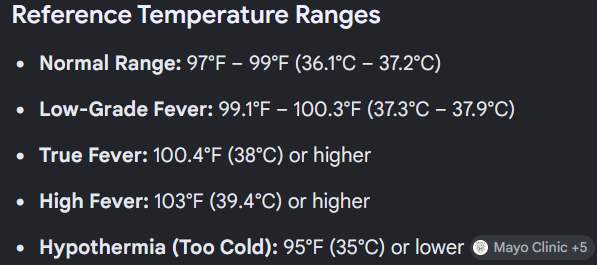 Reference Temperature Ranges
• Normal Range: 97°F – 99°F (36.1°C – 37.2°C)
• Low-Grade Fever: 99.1°F – 100.3°F (37.3°C – 37.9°C)
• True Fever: 100.4°F (38°C) or higher
• High Fever: 103°F (39.4°C) or higher
• Hypothermia (Too Cold): 95°F (35°C) or lower Mayo Clinic +5